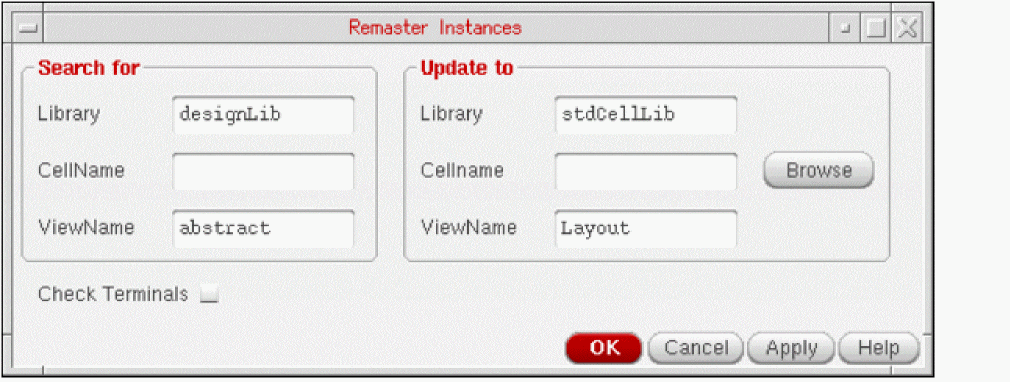 Remaster Instances
Search for
Library designLib
CellName
ViewName abstract
Update to
Library stdCellLib
Cellname Browse
ViewName Layout
Check Terminals
OK Cancel Apply Help